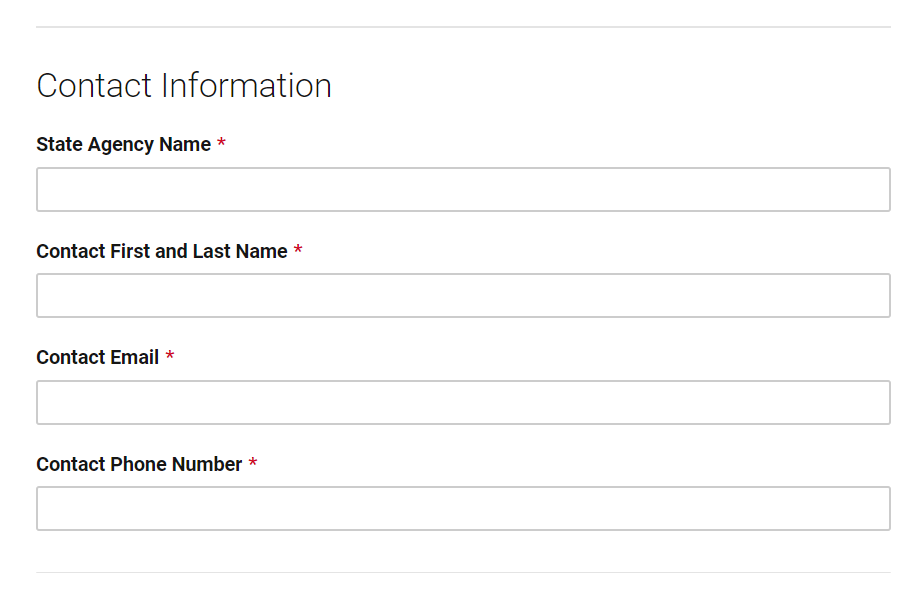 Contact Information
State Agency Name *
Contact First and Last Name *
Contact Email *
Contact Phone Number *